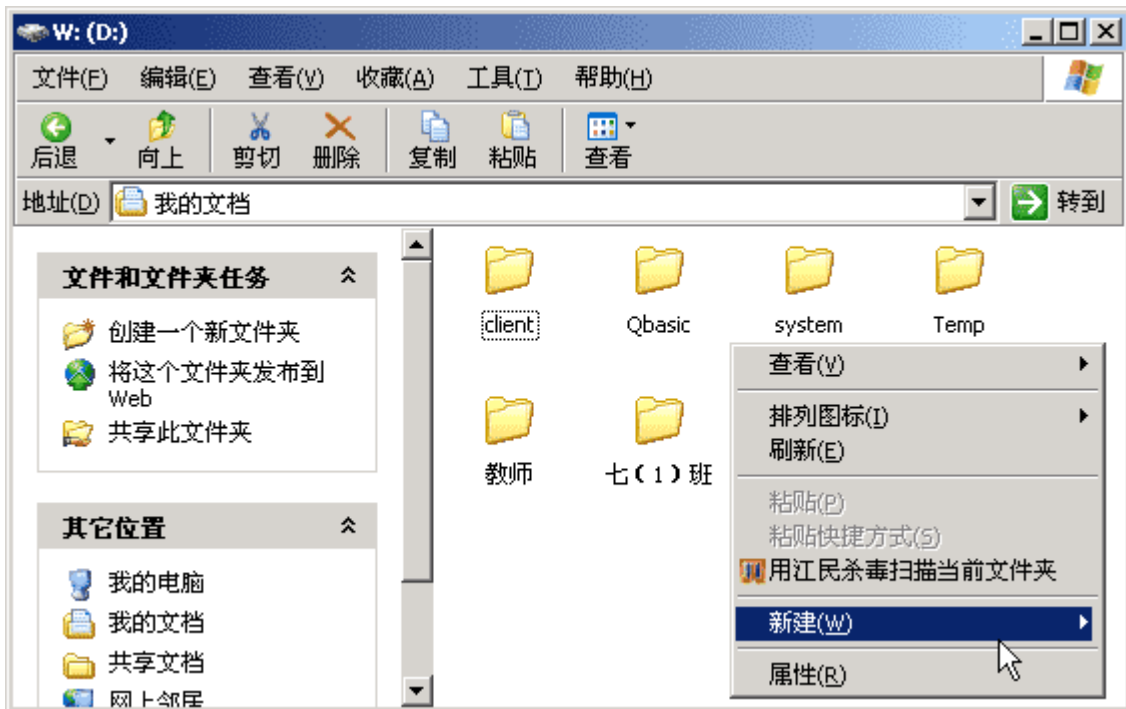 W: (D:)
文件(F) 编辑(E) 查看(V) 收藏(A) 工具(T) 帮助(H)
后退 向上 剪切 删除 复制 粘贴 查看
地址(D) 我的文档 转到
文件和文件夹任务
创建一个新文件夹
将这个文件夹发布到
Web
共享此文件夹
其它位置
我的电脑
我的文档
共享文档
网上邻居
client Qbasic system Temp
教师 七(1)班
查看(V)
排列图标(I)
刷新(E)
粘贴(P)
粘贴快捷方式(S)
用江民杀毒扫描当前文件夹
新建(W)
属性(R)